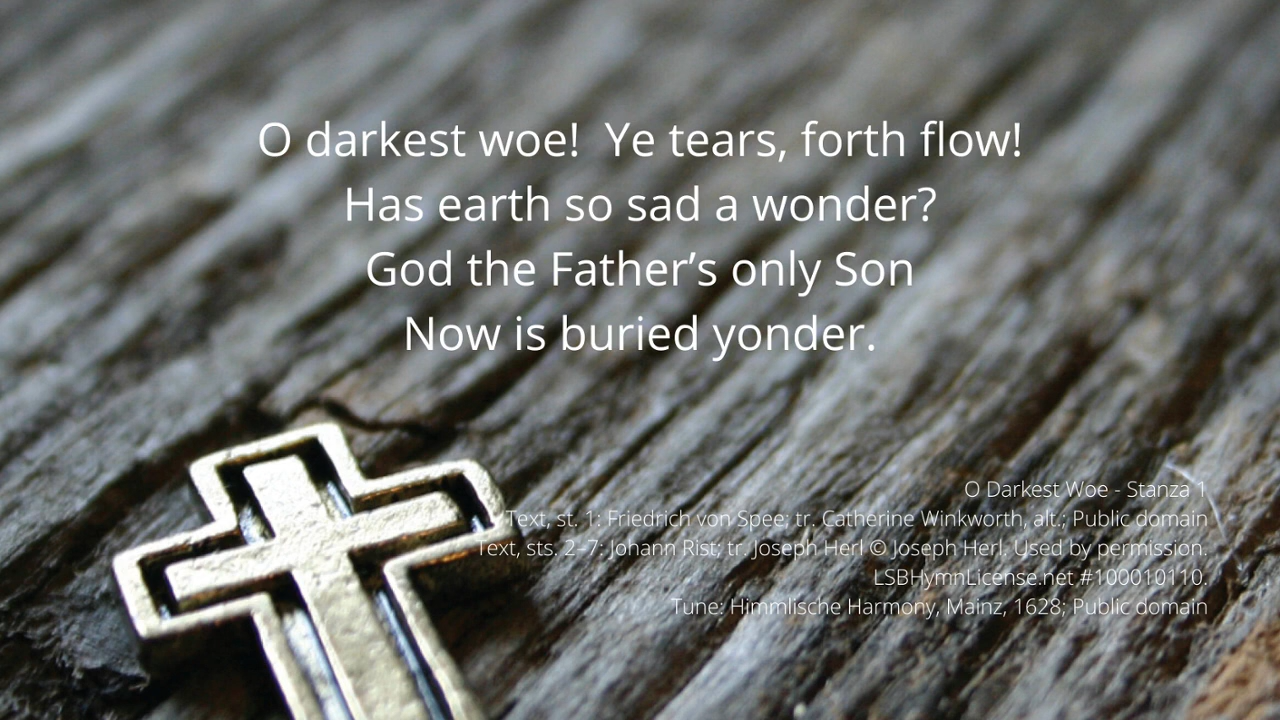 O darkest woe!  Ye tears, forth flow!
Has earth so sad a wonder?
God the Father’s only Son
Now is buried yonder.
O Darkest Woe - Stanza 1
Text, st. 1: Friedrich von Spee; tr. Catherine Winkworth, alt.; Public domain
Text, sts. 2–7: Johann Rist; tr. Joseph Herl © Joseph Herl. Used by permission.
LSBHymnLicense.net #100010110.
Tune: Himmlische Harmony, Mainz, 1628; Public domain